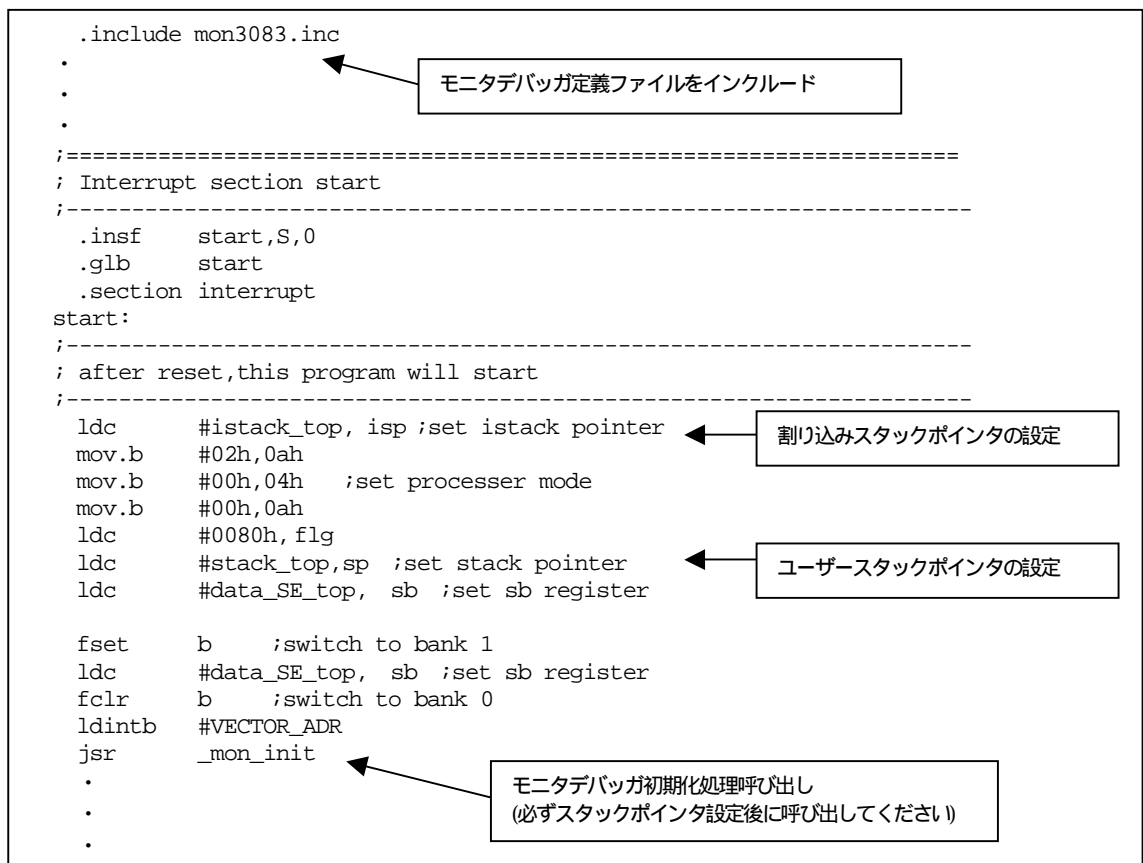 .include mon3083.inc
.
モニタデバッガ定義ファイルをインクルード
.
.
;=================================================================
; Interrupt section start
;------------------------------------------------------------------
.insf start,S,0
.glb start
.section interrupt
start:
;------------------------------------------------------------------
; after reset,this program will start
;------------------------------------------------------------------
ldc #istack_top, isp ;set istack pointer
割り込みスタックポインタの設定
mov.b #02h,0ah
mov.b #00h,04h ;set processer mode
mov.b #00h,0ah
ldc #0080h,flg
ldc #stack_top,sp ;set stack pointer
ユーザースタックポインタの設定
ldc #data_SE_top, sb ;set sb register
fset b ;switch to bank 1
ldc #data_SE_top, sb ;set sb register
fclr b ;switch to bank 0
ldintb #VECTOR_ADR
jsr _mon_init
.
モニタデバッガ初期化処理呼び出し
(必ずスタックポインタ設定後に呼び出してください)
.
.